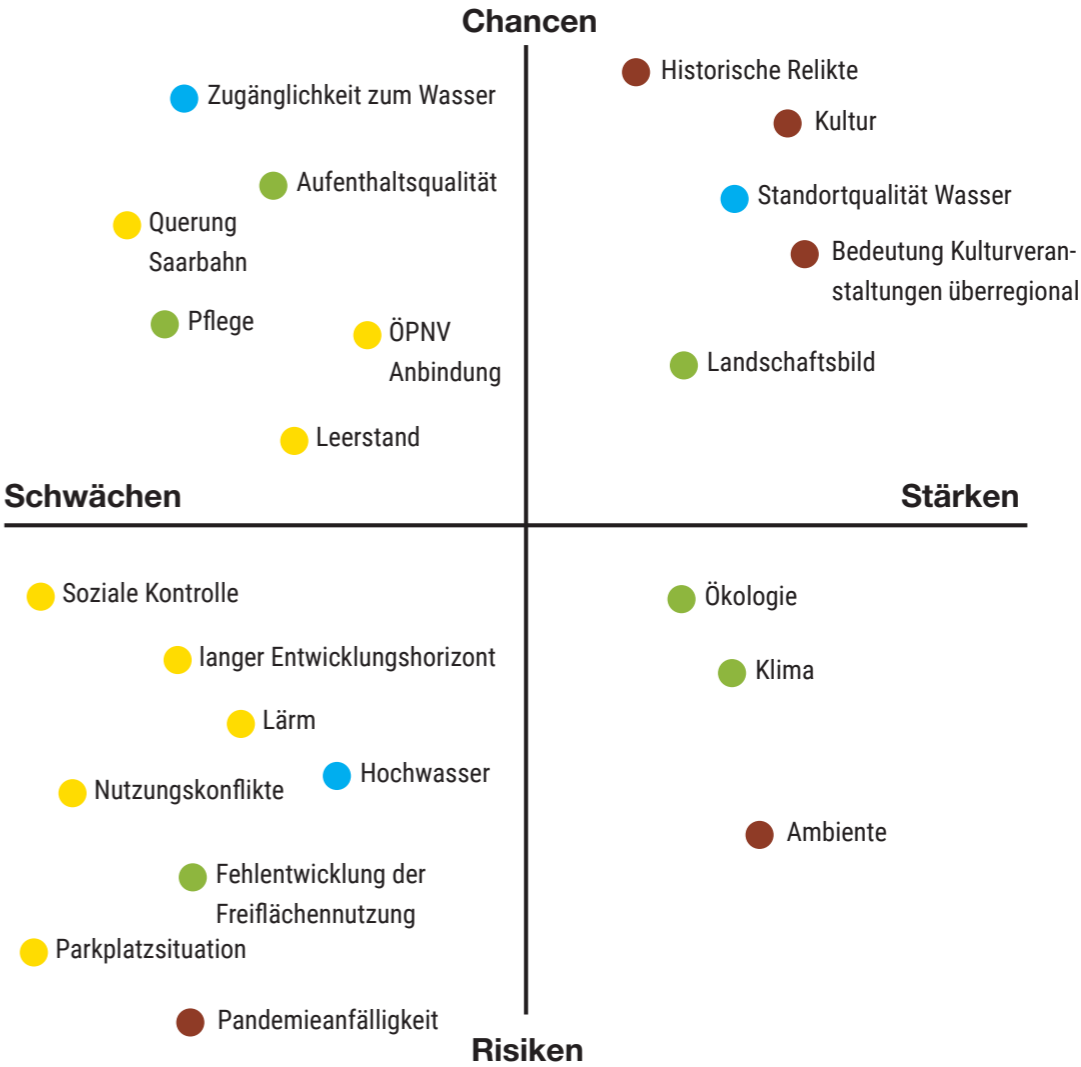 Chancen
Historische Relikte
Zugänglichkeit zum Wasser
Kultur
Aufenthaltsqualität
Standortqualität Wasser
Querung
Saarbahn
Bedeutung Kulturveran-
staltungen überregional
Pflege
ÖPNV
Anbindung
Landschaftsbild
Leerstand
Schwächen
Stärken
Soziale Kontrolle
Ökologie
langer Entwicklungshorizont
Klima
Lärm
Hochwasser
Nutzungskonflikte
Ambiente
Fehlentwicklung der
Freiflächennutzung
Parkplatzsituation
Pandemieanfälligkeit
Risiken